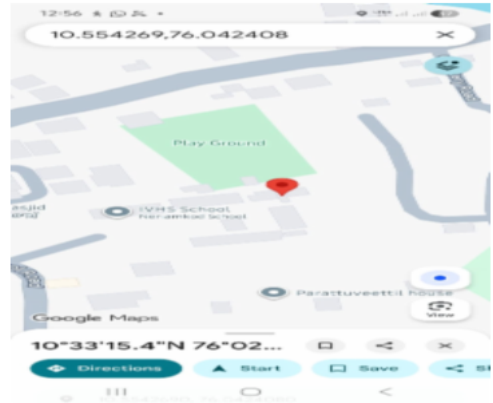 12:56
10.554269,76.042408
Play Ground
asjid
IVHS School
School
Parattuveettil house
View
Google Maps
10°33'15.4"N 76°02...
Directions
Start
Save